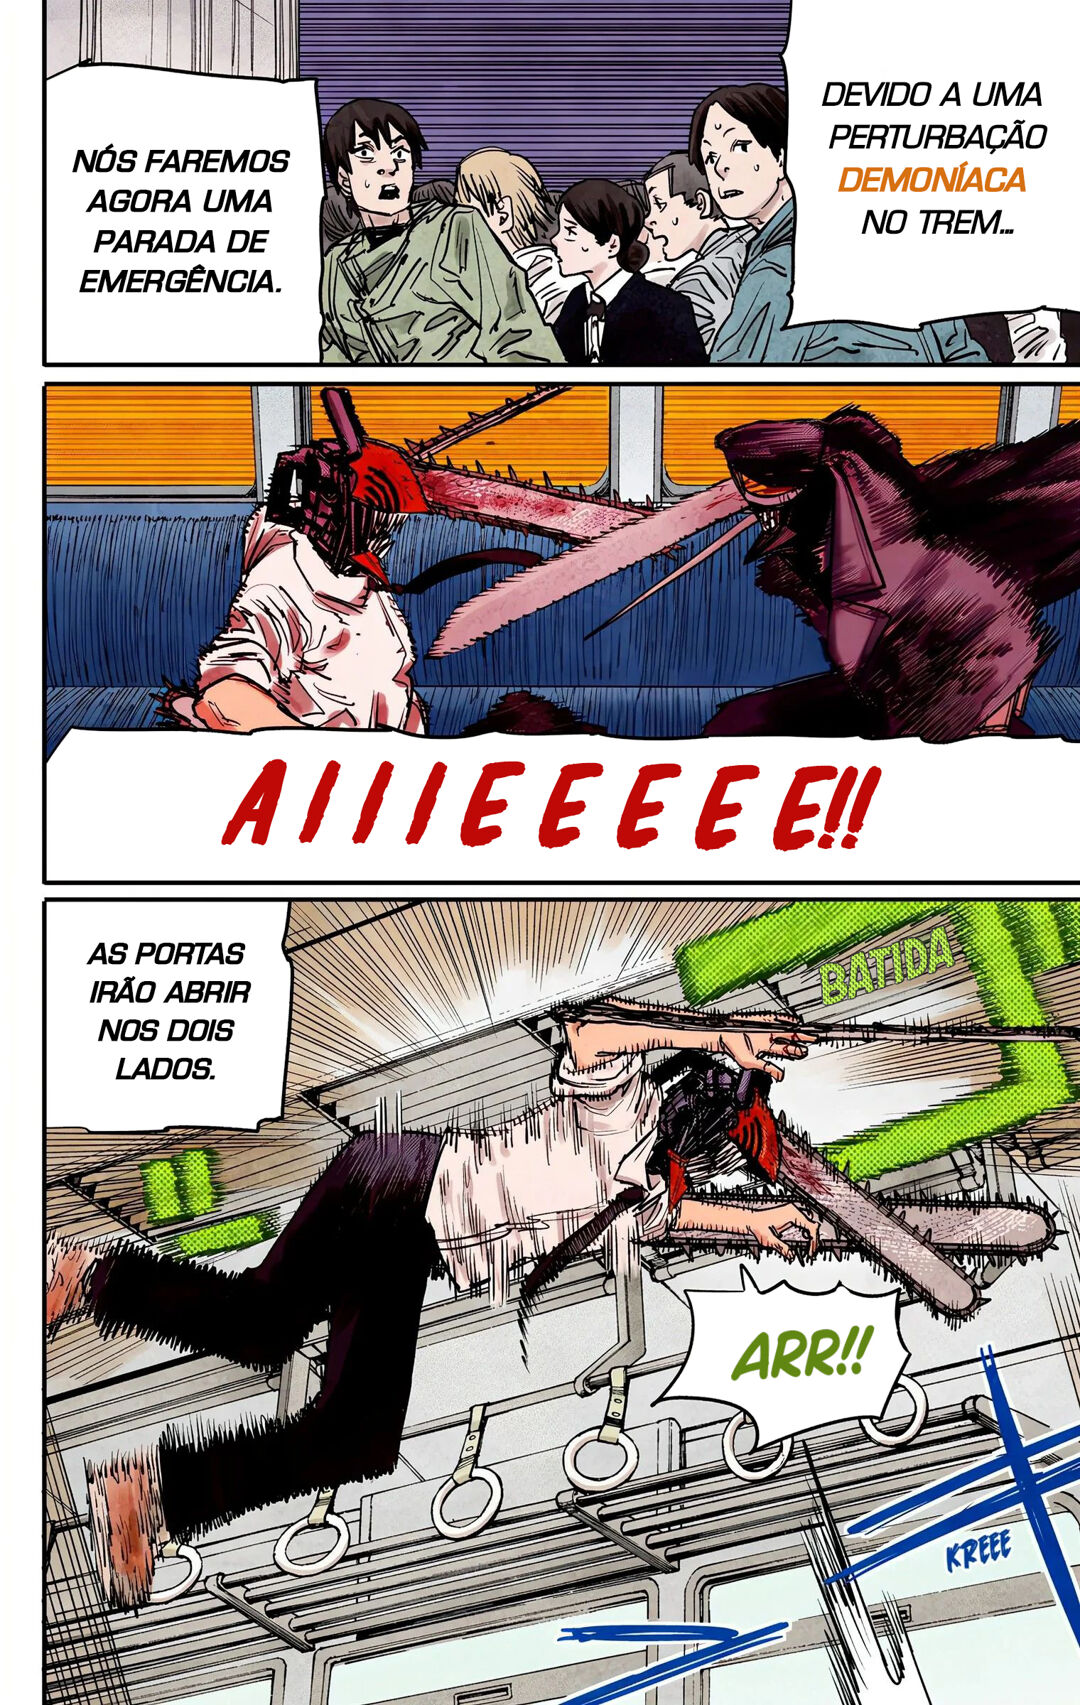 DEVIDO A UMA
PERTURBAÇÃO
DEMONÍACA
NO TREM...
NÓS FAREMOS
AGORA UMA
PARADA DE
EMERGÊNCIA.
A I I I E E E E E E!!
AS PORTAS
IRÃO ABRIR
NOS DOIS
LADOS.
BATIDA
ARR!!
KREEE